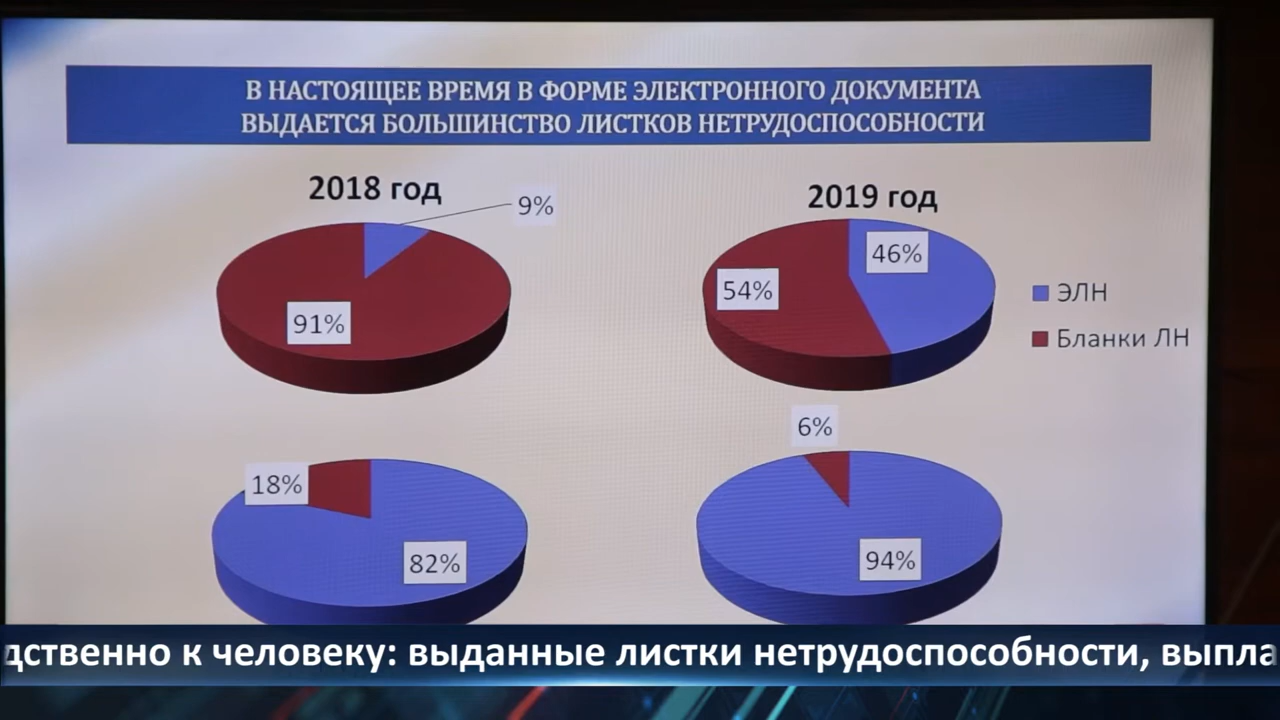 В НАСТОЯЩЕЕ ВРЕМЯ В ФОРМЕ ЭЛЕКТРОННОГО ДОКУМЕНТА
ВЫДАЕТСЯ БОЛЬШИНСТВО ЛИСТКОВ НЕТРУДОСПОСОБНОСТИ
2018 год
9%
91%
2019 год
46%
54%
ЭЛН
Бланки ЛН
18%
82%
6%
94%
дственно к человеку: выданные листки нетрудоспособности, выпла